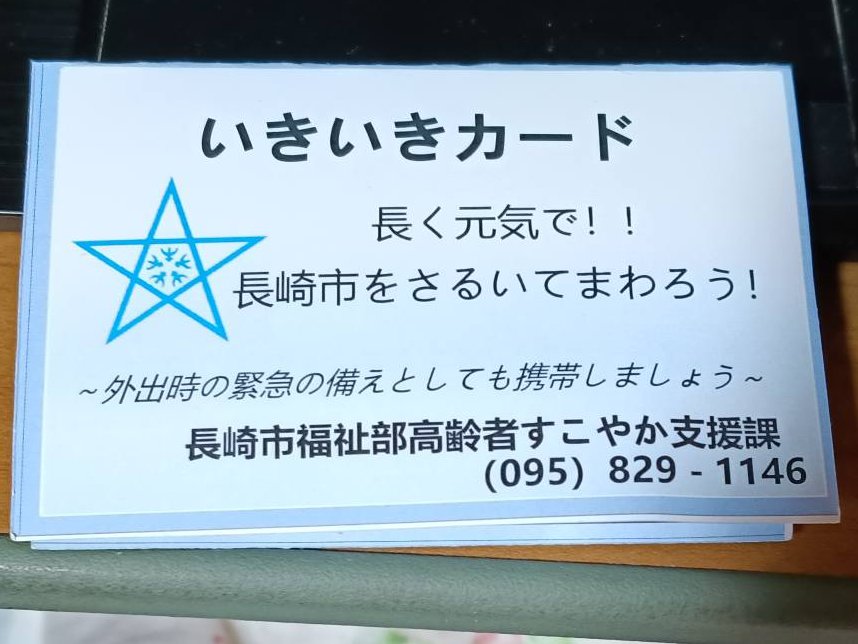 いきいきカード
長く元気で！！
長崎市をさるいてまわろう！
～外出時の緊急の備えとしても携帯しましょう～
長崎市福祉部高齢者すこやか支援課
(095) 829 - 1146